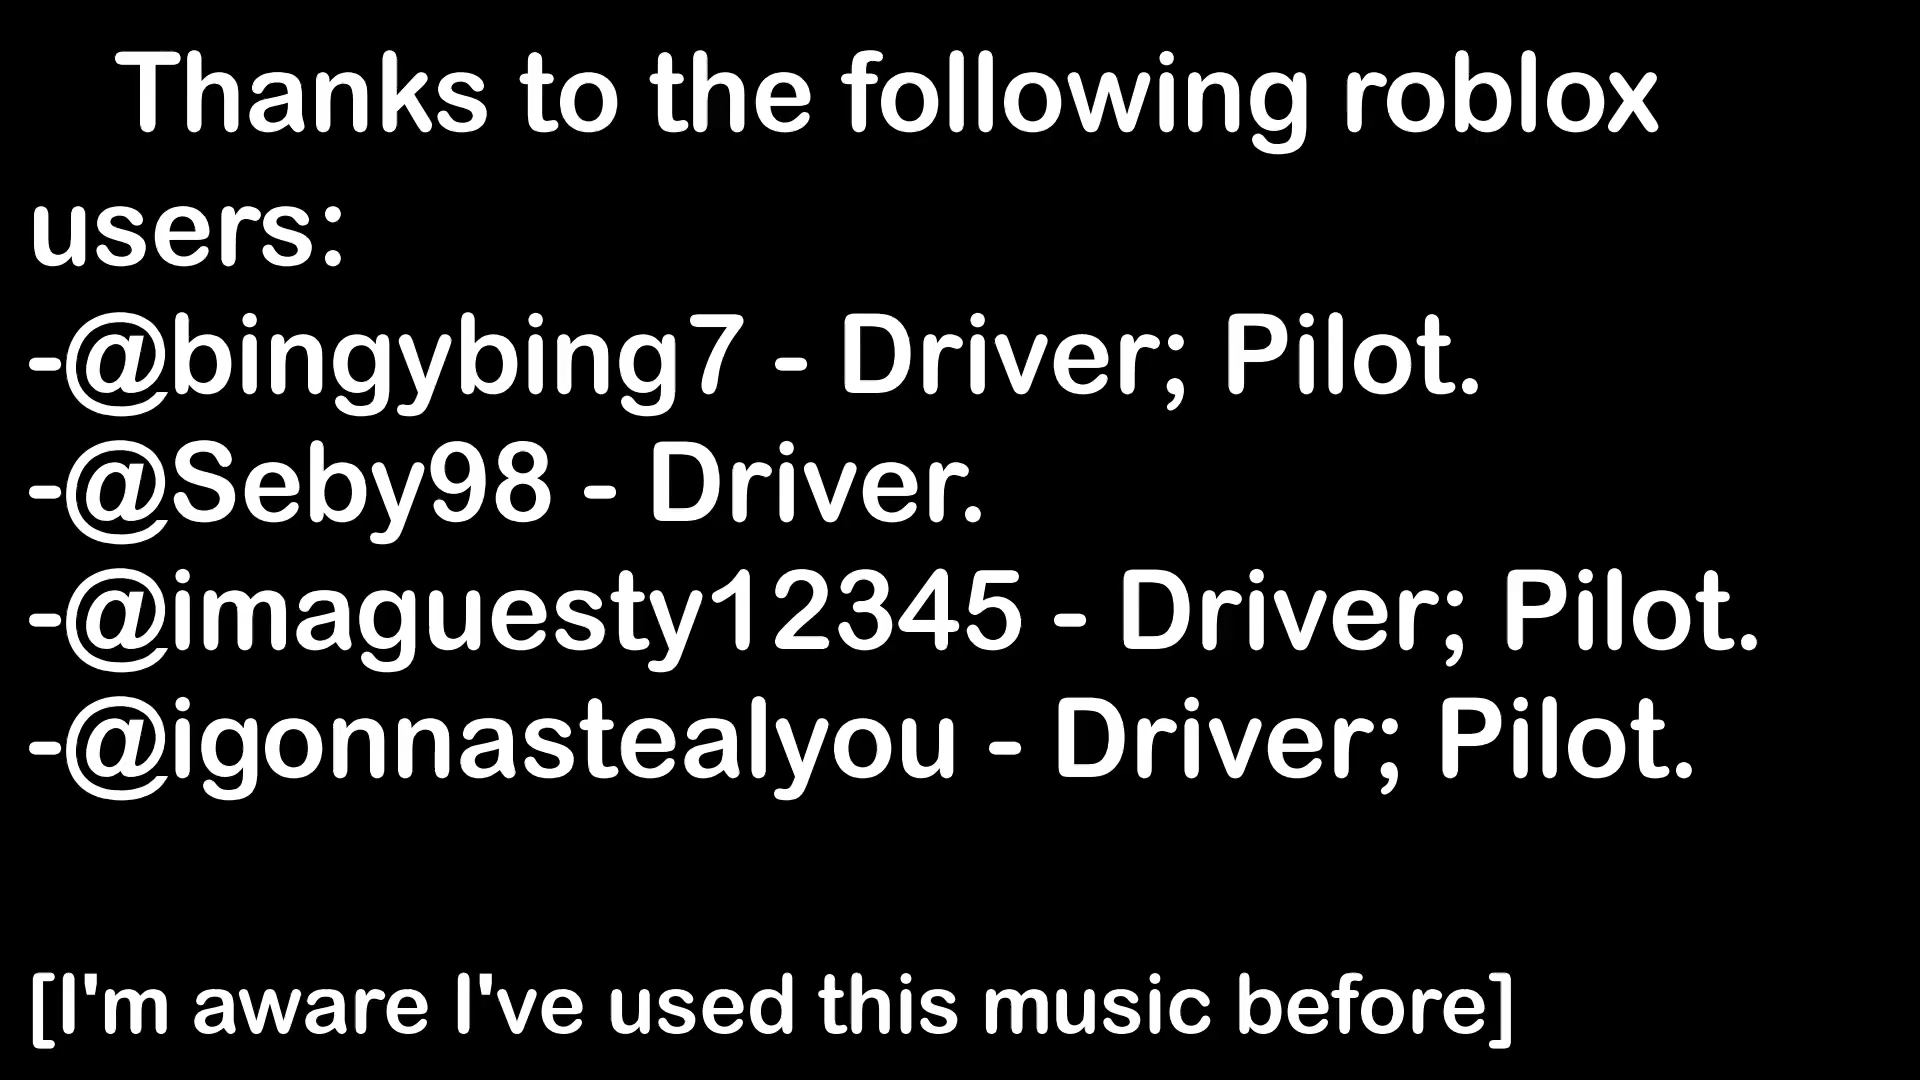 Thanks to the following roblox
users:
-@bingybing7 - Driver; Pilot.
-@Seby98 - Driver.
-@imaguesty12345 - Driver; Pilot.
-@igonnastealyou - Driver; Pilot.
[I'm aware I've used this music before]